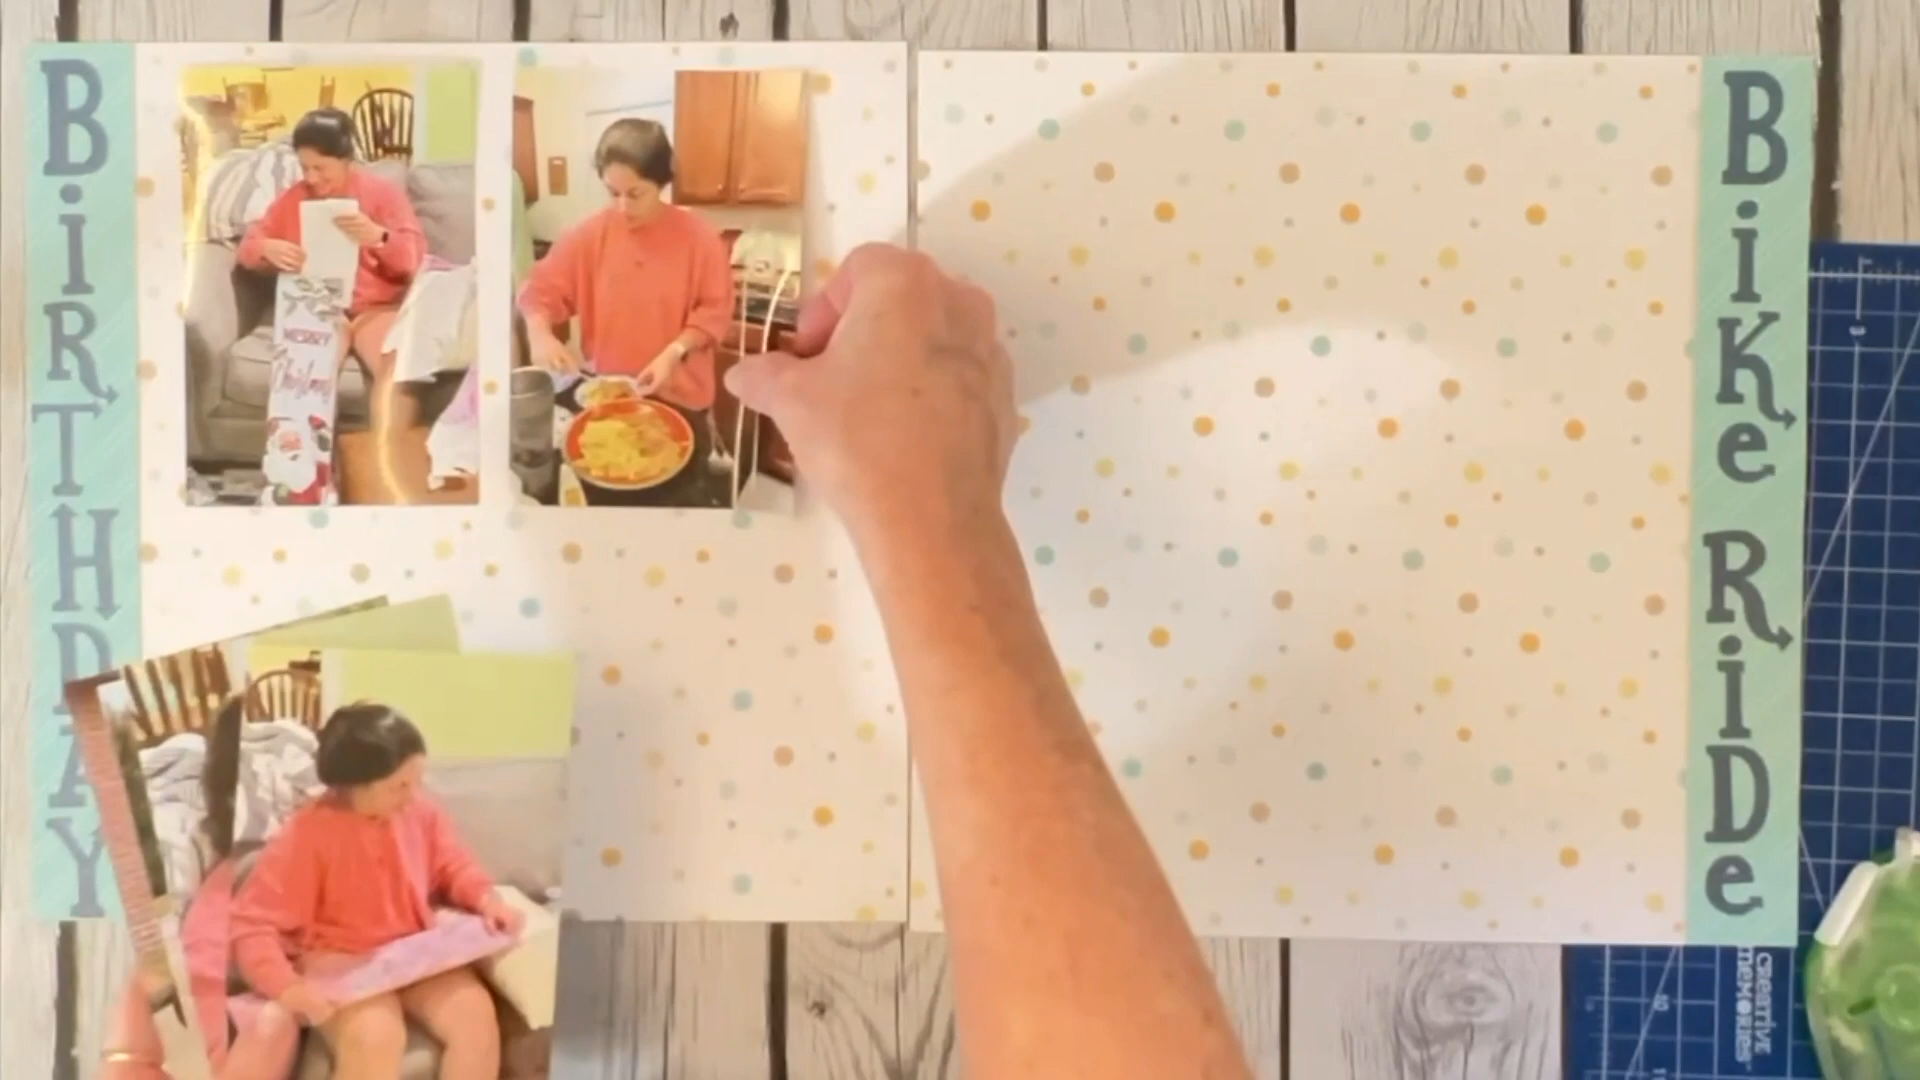 BiRTHDAY
MERRY
Christmas
BiKe RiDe
CREATIVE
MEMORIES